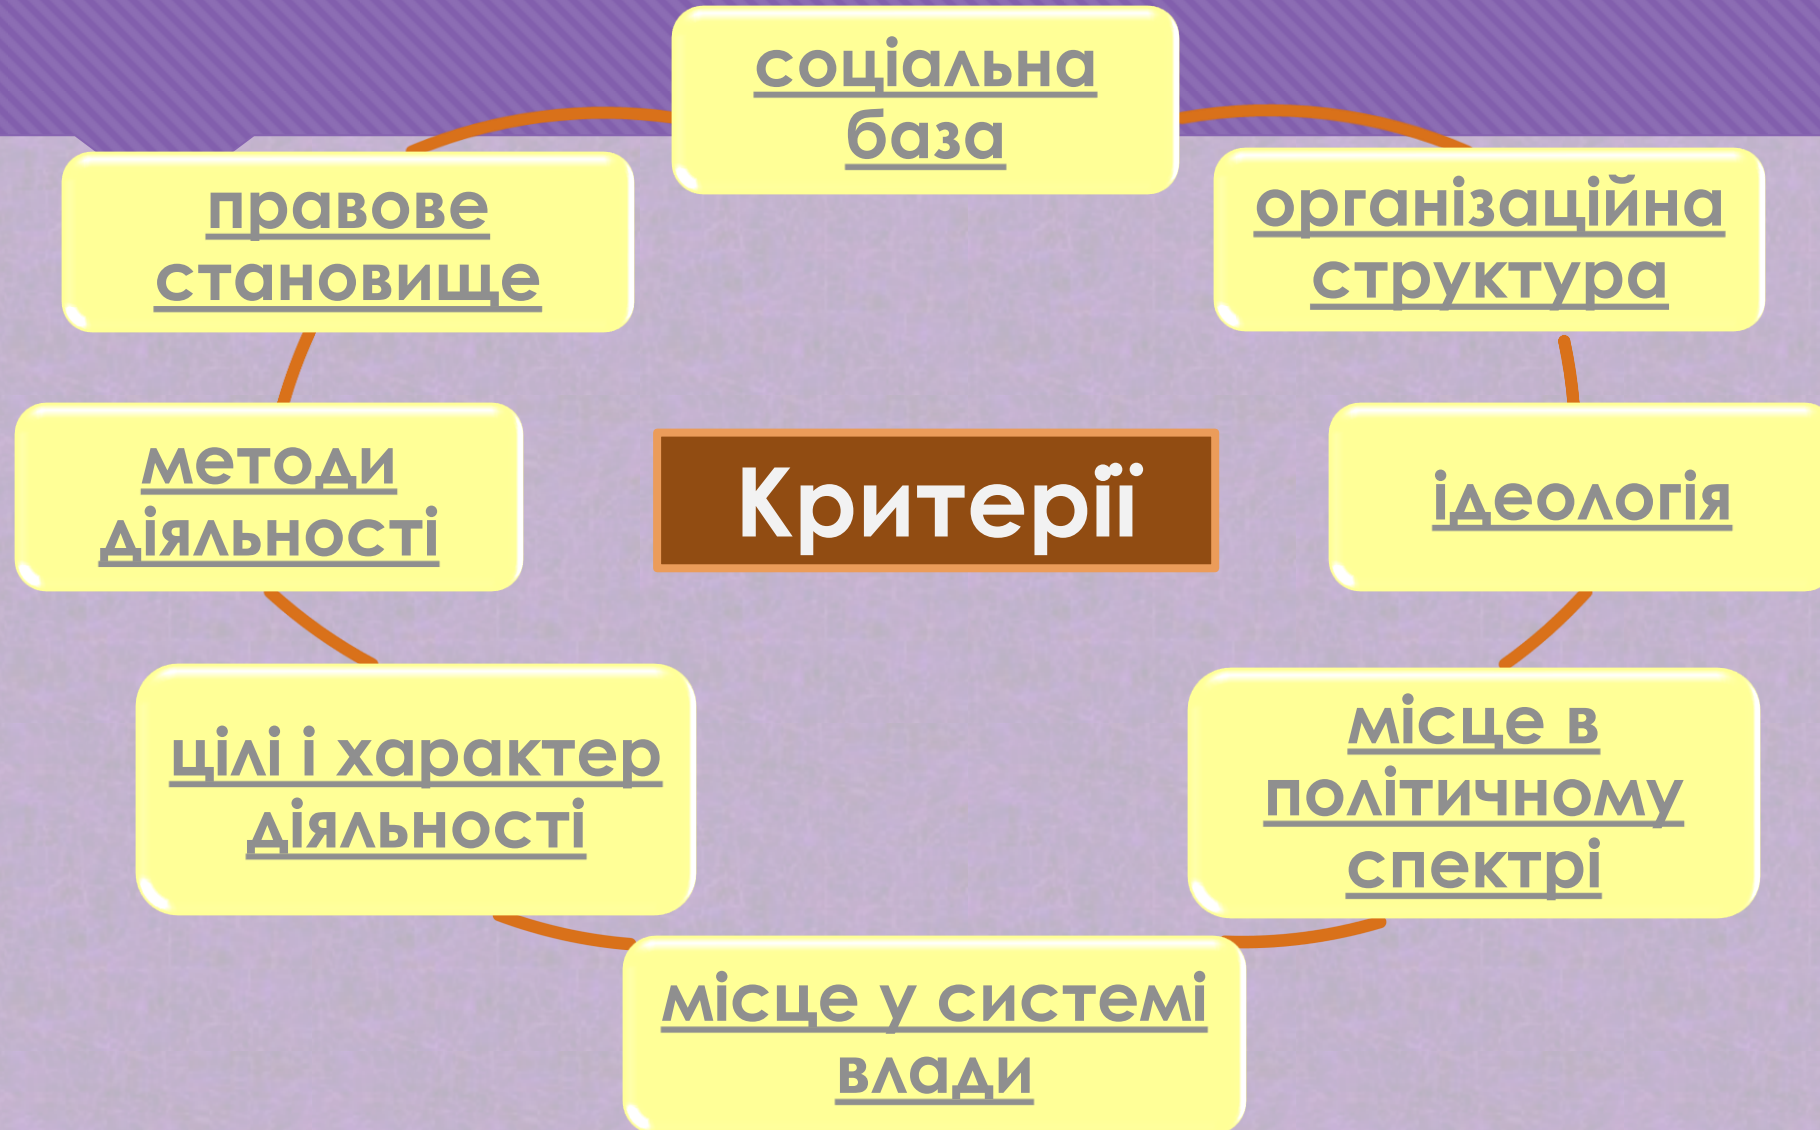 соціальна
база
організаційна
структура
ідеологія
місце в
політичному
спектрі
місце у системі
влади
цілі і характер
діяльності
методи
діяльності
правове
становище
Критерії